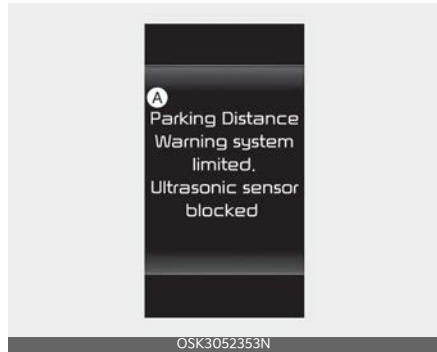 A
Parking Distance
Warning system
limited.
Ultrasonic sensor
blocked
OSK3052353N